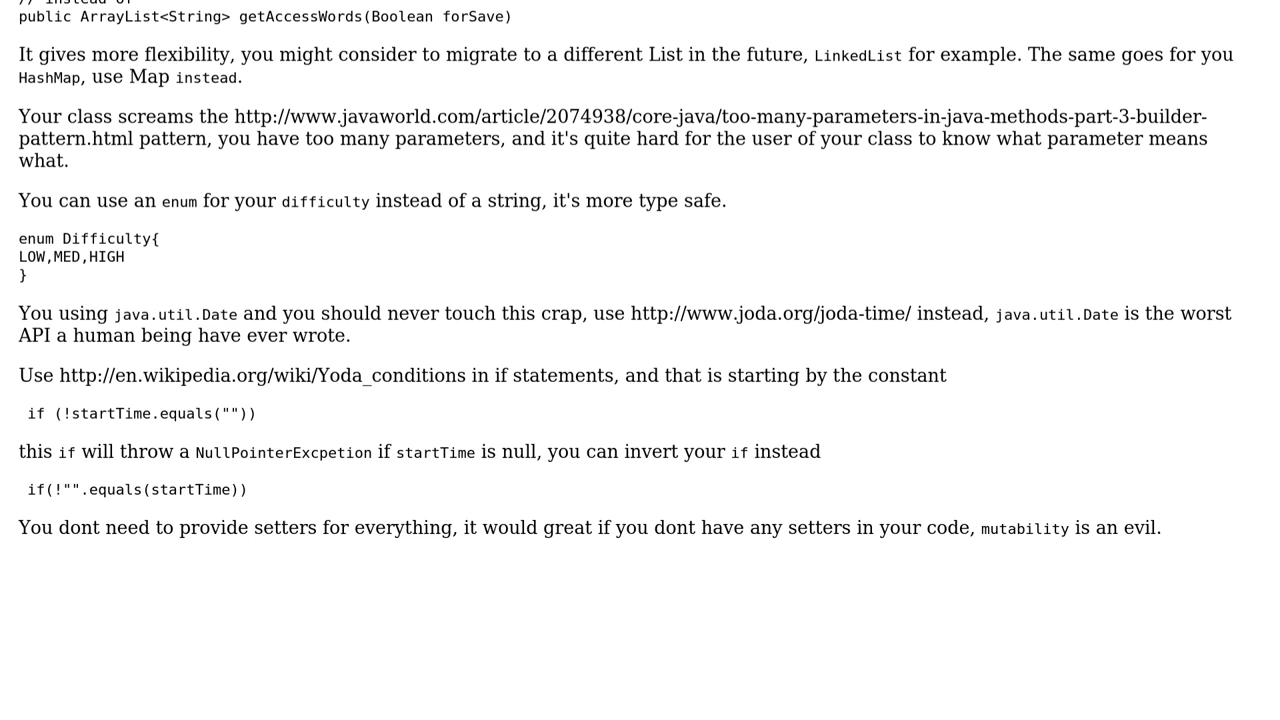 // instead of
public ArrayList<String> getAccessWords(Boolean forSave)
It gives more flexibility, you might consider to migrate to a different List in the future, LinkedList for example. The same goes for you
HashMap, use Map instead.
Your class screams the http://www.javaworld.com/article/2074938/core-java/too-many-parameters-in-java-methods-part-3-builder-
pattern.html pattern, you have too many parameters, and it's quite hard for the user of your class to know what parameter means
what.
You can use an enum for your difficulty instead of a string, it's more type safe.
enum Difficulty{
LOW,MED,HIGH
}
You using java.util.Date and you should never touch this crap, use http://www.joda.org/joda-time/ instead, java.util.Date is the worst
API a human being have ever wrote.
Use http://en.wikipedia.org/wiki/Yoda_conditions in if statements, and that is starting by the constant
if (!startTime.equals(""))
this if will throw a NullPointerExcpetion if startTime is null, you can invert your if instead
if(!"".equals(startTime))
You dont need to provide setters for everything, it would great if you dont have any setters in your code, mutability is an evil.